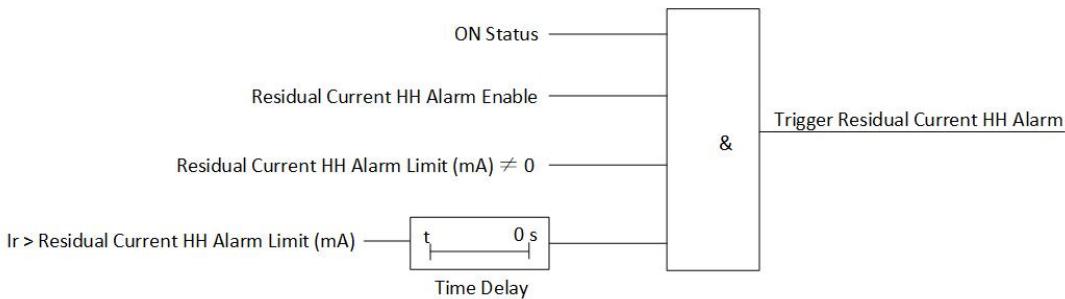 ON Status
Residual Current HH Alarm Enable
Trigger Residual Current HH Alarm
&
Residual Current HH Alarm Limit (mA) ≠ 0
Ir > Residual Current HH Alarm Limit (mA)
t 0 s
Time Delay